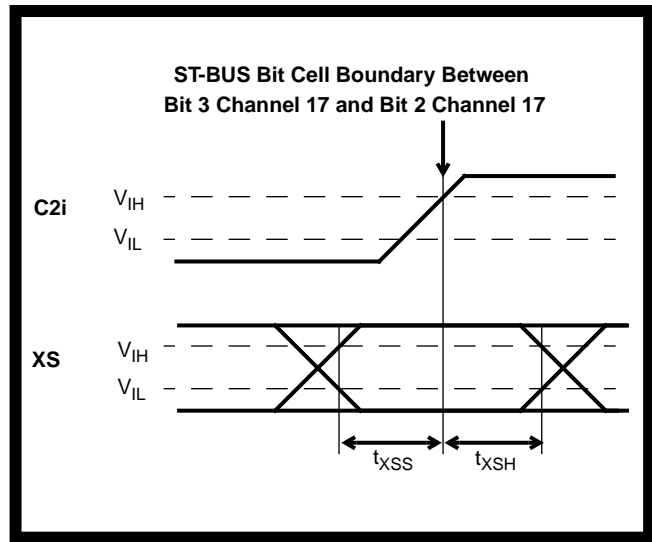 ST-BUS Bit Cell Boundary Between
Bit 3 Channel 17 and Bit 2 Channel 17
C2i
VIH
VIL
XS
VIH
VIL
tXSS
tXSH